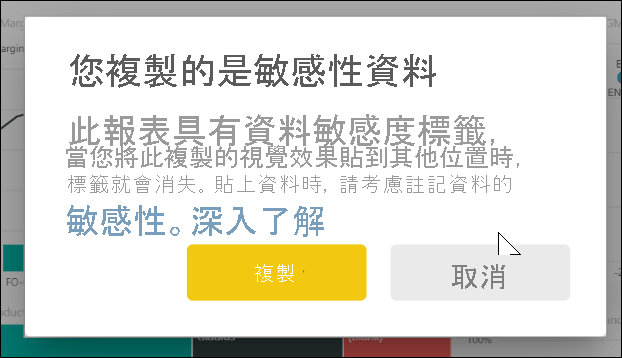 您複製的是敏感性資料
此報表具有資料敏感度標籤,
當您將此複製的視覺效果貼到其他位置時,
標籤就會消失。貼上資料時, 請考慮註記資料的
敏感性。深入了解
複製
取消
FO-
100%